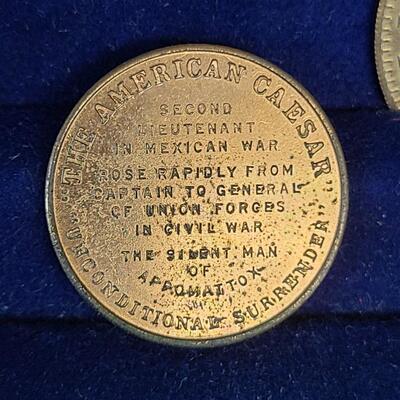 "THE AMERICAN CAESAR"
SECOND
LIEUTENANT
IN MEXICAN WAR
ROSE RAPIDLY FROM
CAPTAIN TO GENERAL
OF UNION FORCES
IN CIVIL WAR
THE SILENT MAN
OF
APPOMATTOX
"UNCONDITIONAL SURRENDER"